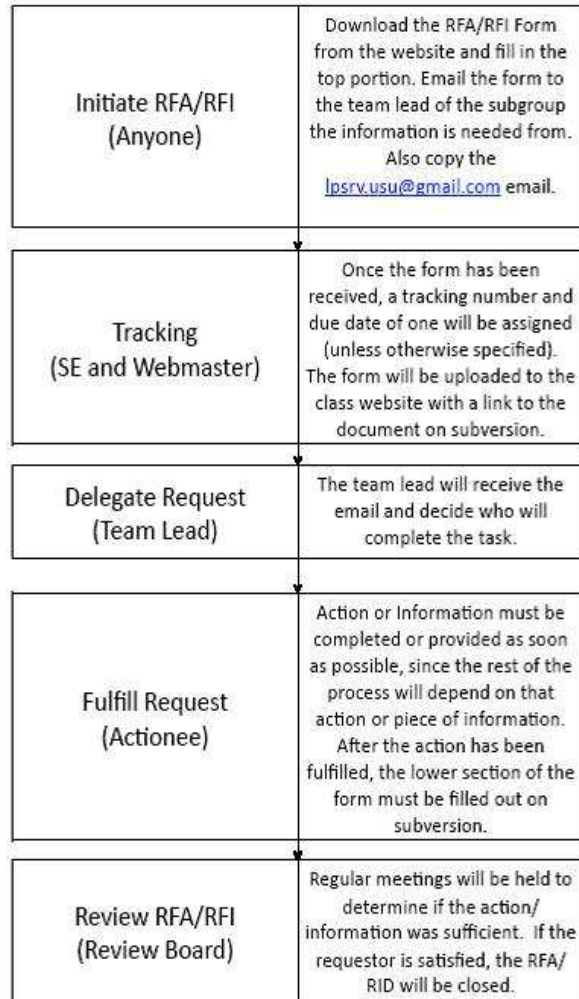 Initiate RFA/RFI
(Anyone)
Download the RFA/RFI Form
from the website and fill in the
top portion. Email the form to
the team lead of the subgroup
the information is needed from.
Also copy the
lpsrv.usu@gmail.com email.
Tracking
(SE and Webmaster)
Once the form has been
received, a tracking number and
due date of one will be assigned
(unless otherwise specified).
The form will be uploaded to the
class website with a link to the
document on subversion.
Delegate Request
(Team Lead)
The team lead will receive the
email and decide who will
complete the task.
Fulfill Request
(Actionee)
Action or Information must be
completed or provided as soon
as possible, since the rest of the
process will depend on that
action or piece of information.
After the action has been
fulfilled, the lower section of the
form must be filled out on
subversion.
Review RFA/RFI
(Review Board)
Regular meetings will be held to
determine if the action/
information was sufficient. If the
requestor is satisfied, the RFA/
RID will be closed.